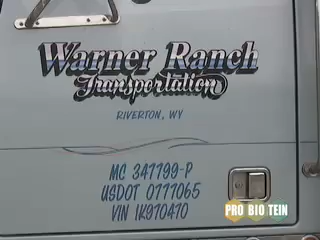 Warner Ranch
Transportation
RIVERTON, WY
MC 347799-P
USDOT 0777065
VIN 1K970470
PRO BIO TEIN